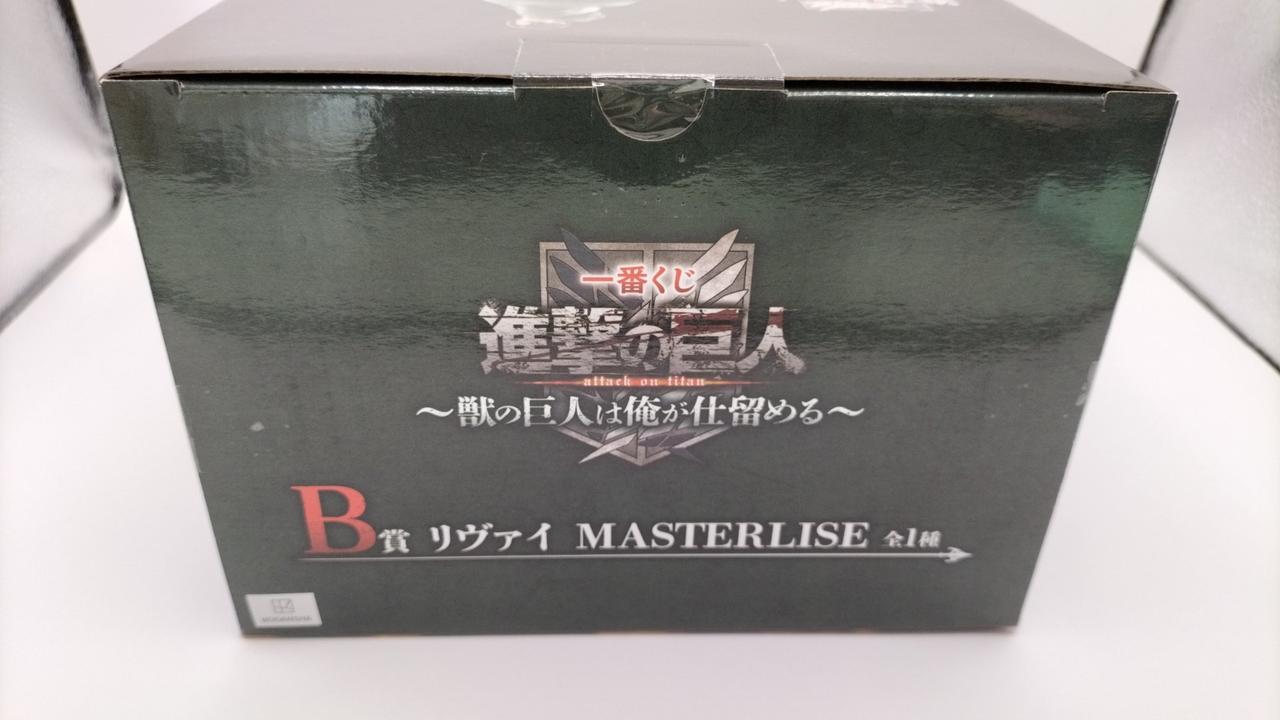 一番くじ
進撃の巨人
attack on titan
～獣の巨人は俺が仕留める～
B賞 リヴァイ MASTERLISE 全1種
KODANSHA